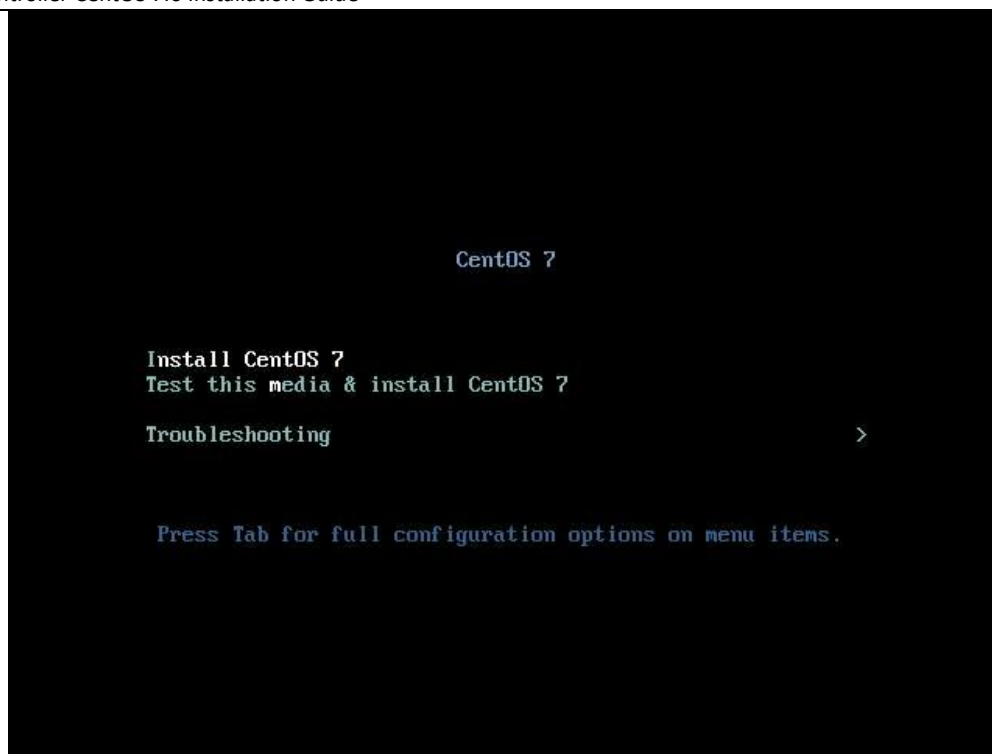 CentOS 7
Install CentOS 7
Test this media & install CentOS 7
Troubleshooting >
Press Tab for full configuration options on menu items.